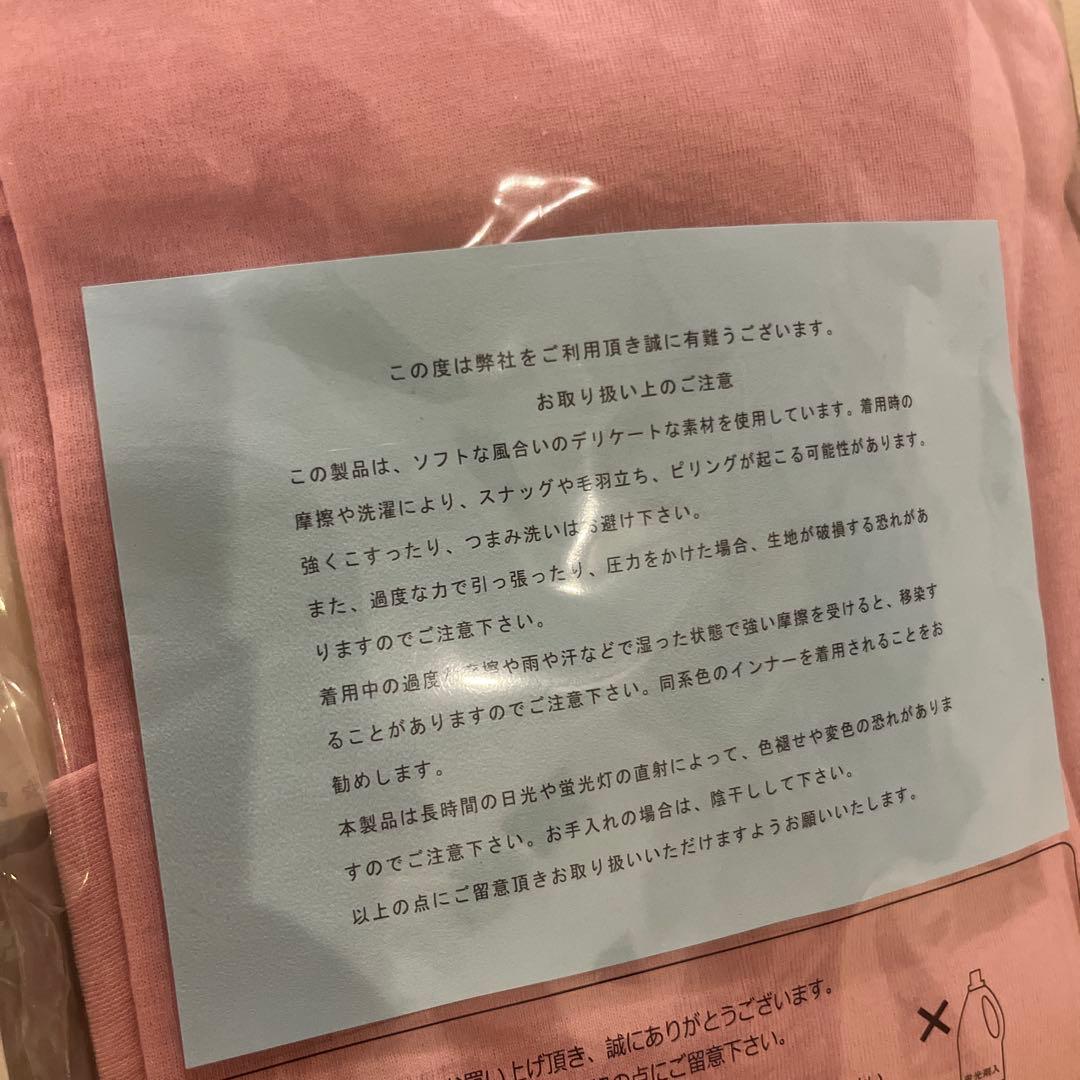 この度は弊社をご利用頂き誠に有難うございます。
お取り扱い上のご注意
この製品は、ソフトな風合いのデリケートな素材を使用しています。着用時の
摩擦や洗濯により、スナッグや毛羽立ち、ピリングが起こる可能性があります。
強くこすったり、つまみ洗いはお避け下さい。
また、過度な力で引っ張ったり、圧力をかけた場合、生地が破損する恐れがあ
りますのでご注意下さい。
着用中の過度な摩擦や雨や汗などで湿った状態で強い摩擦を受けると、移染す
ることがありますのでご注意下さい。同系色のインナーを着用されることをお
勧めします。
本製品は長時間の日光や蛍光灯の直射によって、色褪せや変色の恐れがありま
すのでご注意下さい。お手入れの場合は、陰干しして下さい。
以上の点にご留意頂きお取り扱いいただけますようお願いいたします。
い上げ頂き、誠にありがとうございます。
の点にご留意下さい。
光剤入